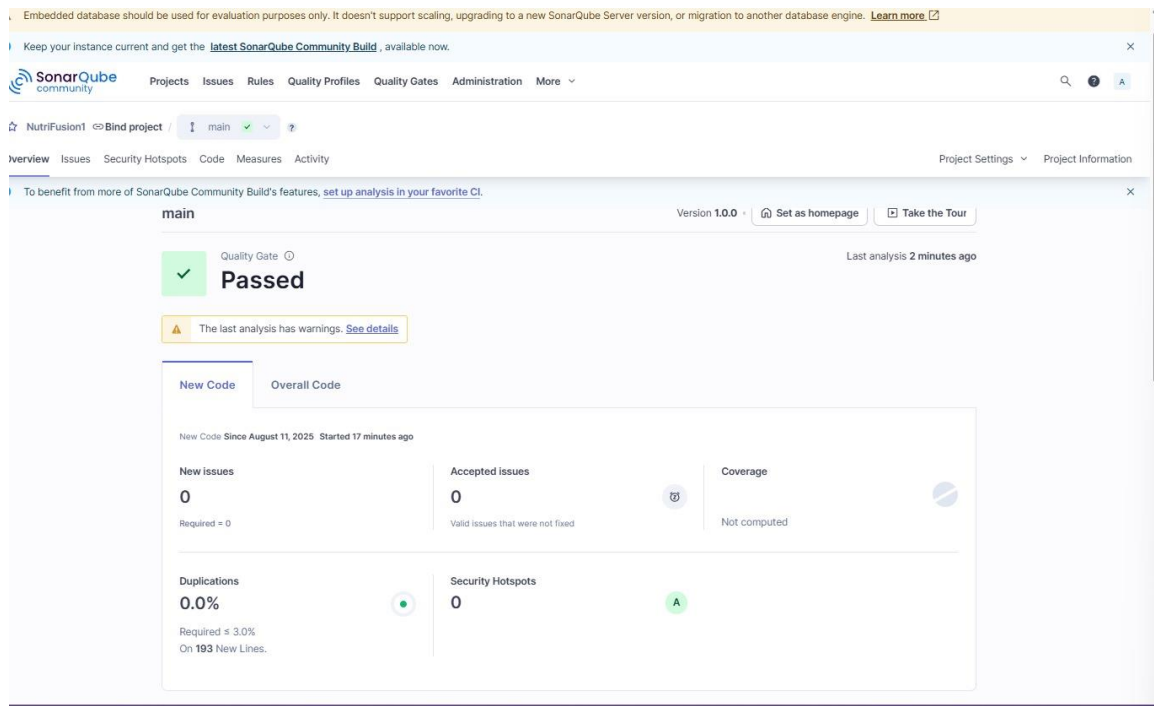 Embedded database should be used for evaluation purposes only. It doesn't support scaling, upgrading to a new SonarQube Server version, or migration to another database engine. Learn more
Keep your instance current and get the latest SonarQube Community Build , available now.
SonarQube community
Projects Issues Rules Quality Profiles Quality Gates Administration More
? A
NutriFusion1 Bind project / main ?
Overview Issues Security Hotspots Code Measures Activity
Project Settings Project Information
To benefit from more of SonarQube Community Build's features, set up analysis in your favorite CI.
main
Version 1.0.0 • Set as homepage Take the Tour
Quality Gate
Passed
Last analysis 2 minutes ago
The last analysis has warnings. See details
New Code Overall Code
New Code Since August 11, 2025 Started 17 minutes ago
New issues
0
Required = 0
Accepted issues
0
Valid issues that were not fixed
Coverage
Not computed
Duplications
0.0%
Required ≤ 3.0%
On 193 New Lines.
Security Hotspots
0
A